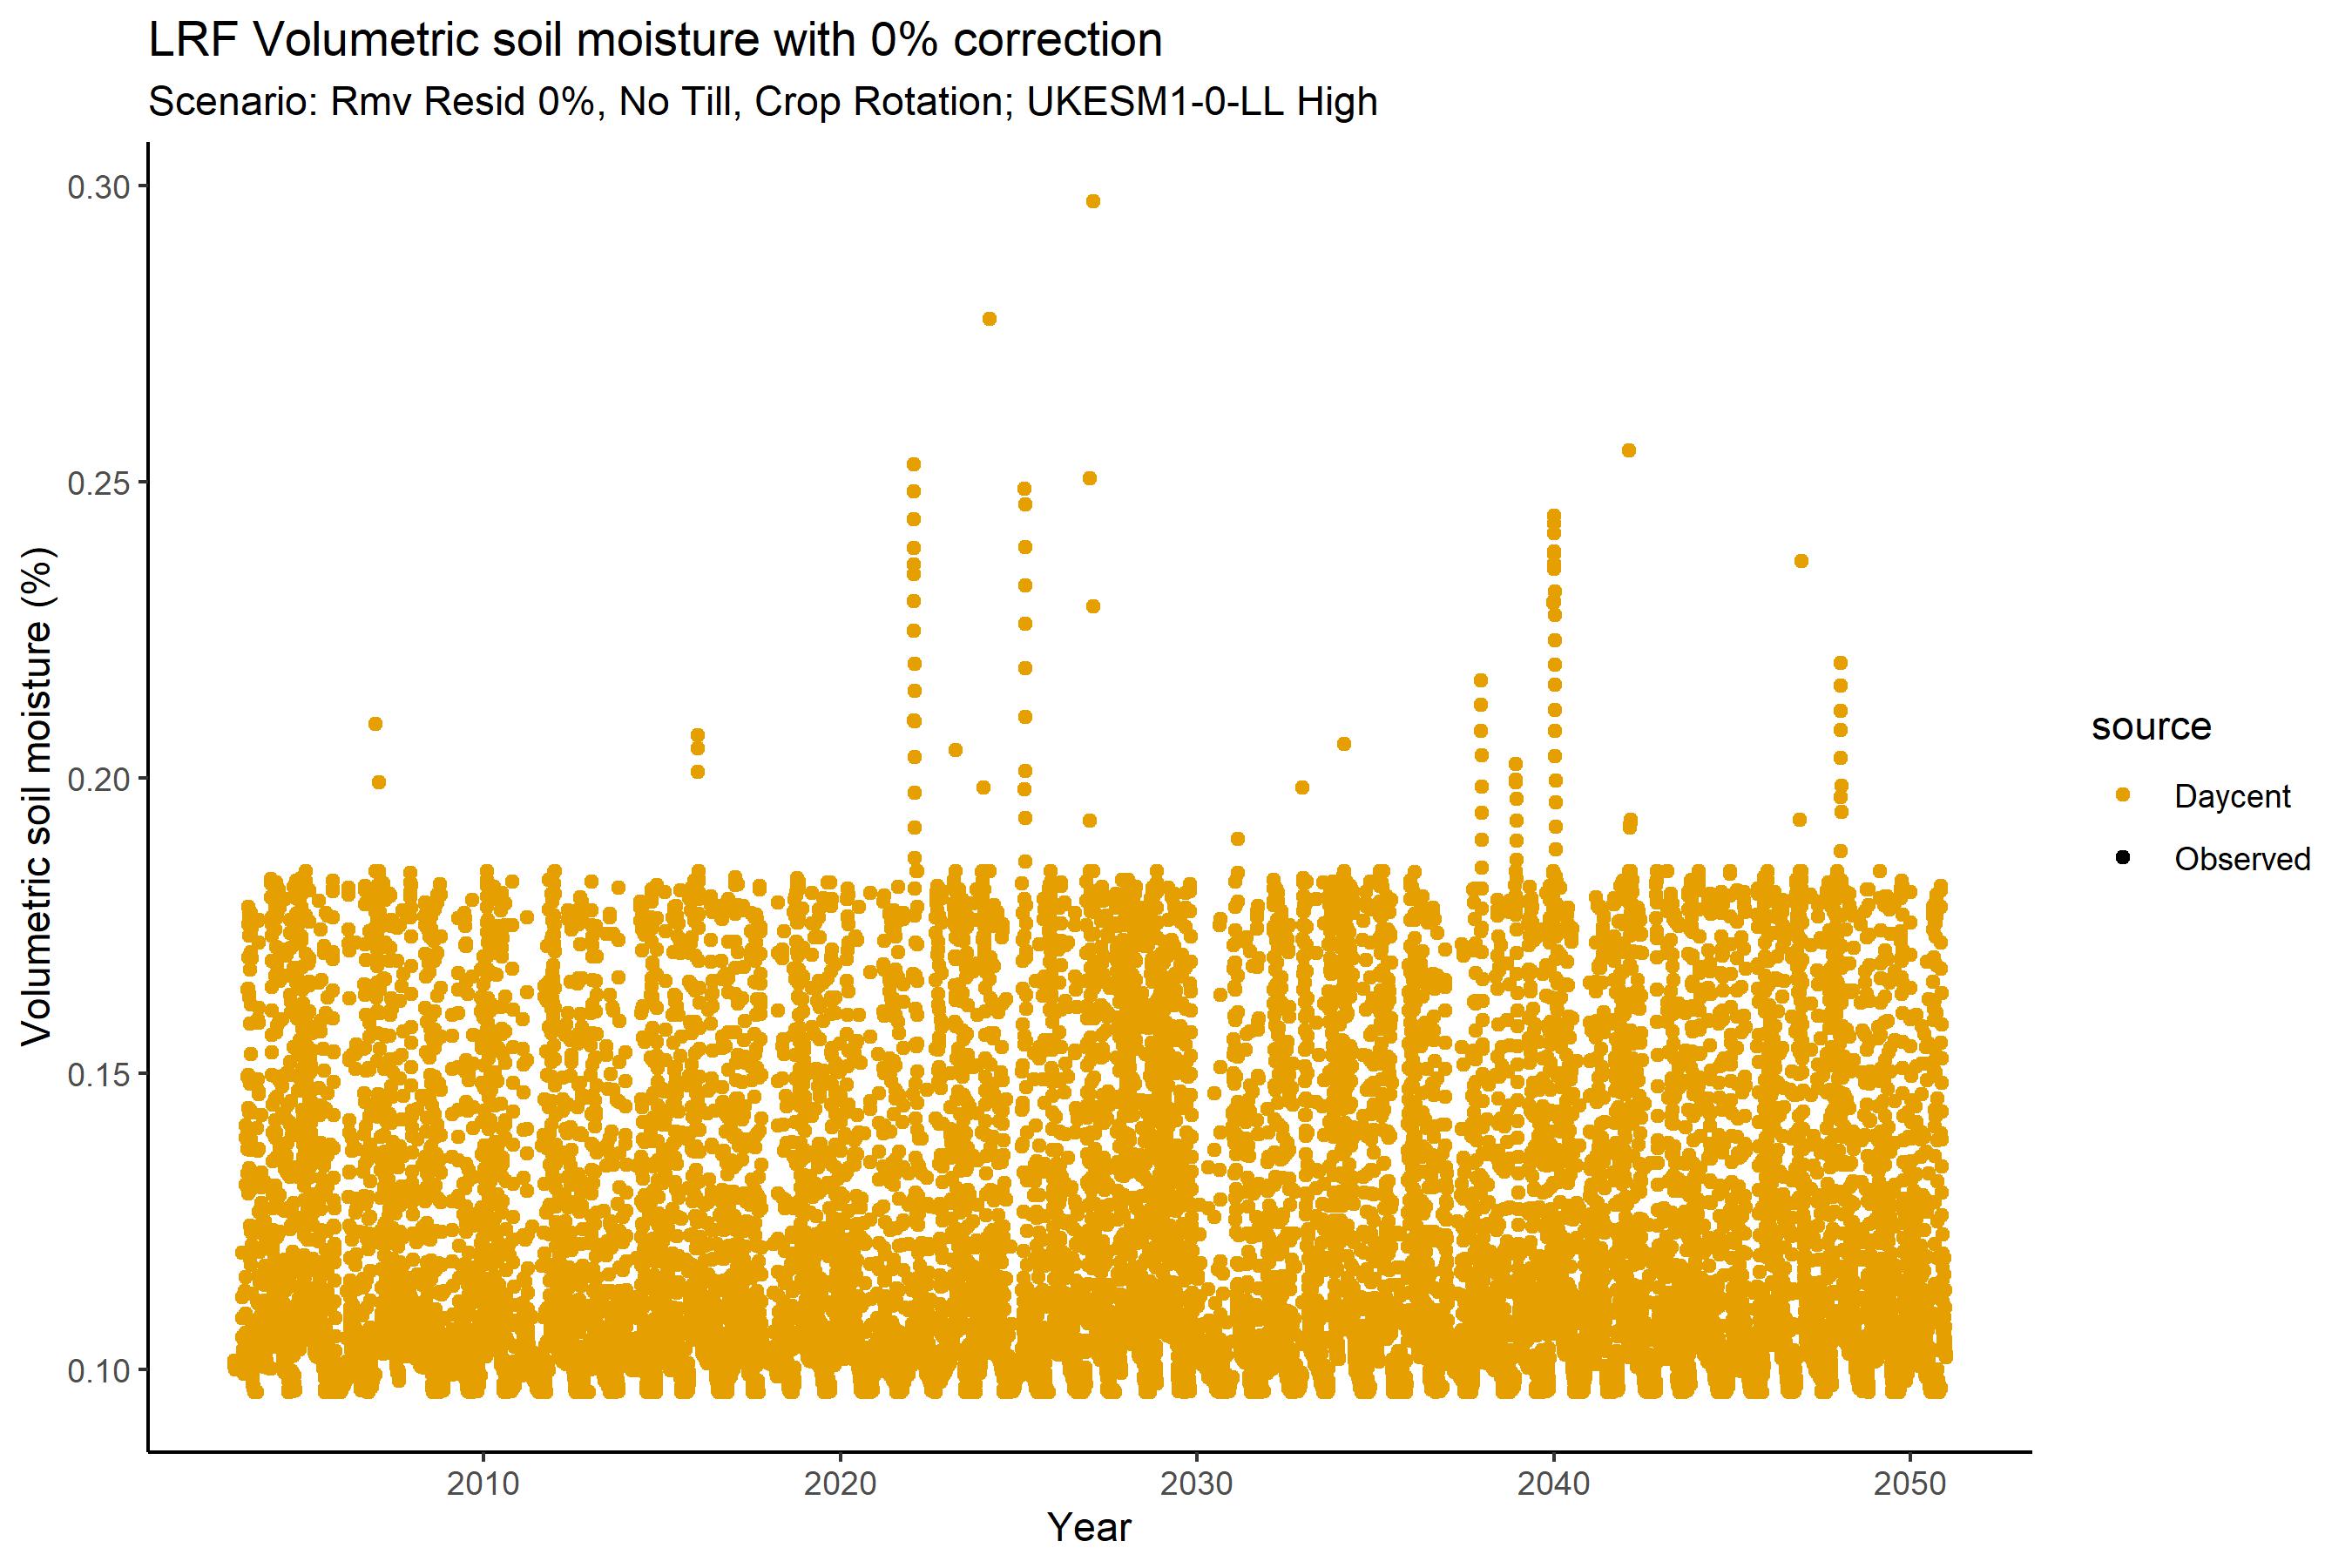 LRF Volumetric soil moisture with 0% correction
Scenario: Rmv Resid 0%, No Till, Crop Rotation; UKESM1-0-LL High
Volumetric soil moisture (%)
0.30
0.25
0.20
0.15
0.10
2010
2020
2030
2040
2050
Year
source
Daycent
Observed